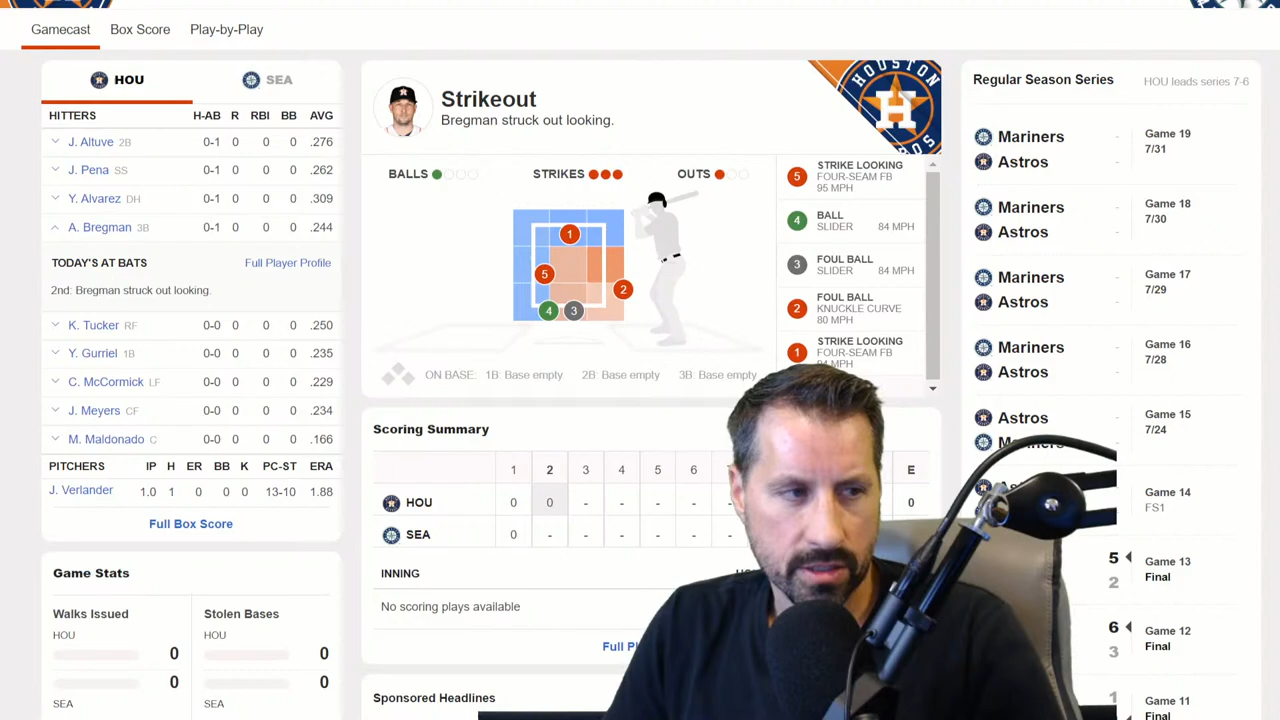 Gamecast Box Score Play-by-Play
HOU SEA
HITTERS H-AB R RBI BB AVG
J. Altuve 2B 0-1 0 0 0 .276
J. Pena SS 0-1 0 0 0 .262
Y. Alvarez DH 0-1 0 0 0 .309
A. Bregman 3B 0-1 0 0 0 .244
TODAY'S AT BATS Full Player Profile
2nd: Bregman struck out looking.
K. Tucker RF 0-0 0 0 0 .250
Y. Gurriel 1B 0-0 0 0 0 .235
C. McCormick LF 0-0 0 0 0 .229
J. Meyers CF 0-0 0 0 0 .234
M. Maldonado C 0-0 0 0 0 .166
PITCHERS IP H ER BB K PC-ST ERA
J. Verlander 1.0 1 0 0 0 13-10 1.88
Full Box Score
Game Stats
Walks Issued Stolen Bases
HOU HOU
0 0
0 0
SEA SEA
Strikeout
Bregman struck out looking.
HOUSTON
H
BALLS STRIKES OUTS
1
5
2
4 3
5 STRIKE LOOKING
FOUR-SEAM FB
95 MPH
4 BALL
SLIDER 84 MPH
3 FOUL BALL
SLIDER 84 MPH
2 FOUL BALL
KNUCKLE CURVE
80 MPH
1 STRIKE LOOKING
FOUR-SEAM FB
94 MPH
ON BASE: 1B: Base empty 2B: Base empty 3B: Base empty
Scoring Summary
1 2 3 4 5 6 E
HOU 0 0 - - - - - 0
SEA 0 - - - - - -
INNING
No scoring plays available
Full
Sponsored Headlines
Regular Season Series HOU leads series 7-6
Mariners - Game 19
Astros - 7/31
Mariners - Game 18
Astros - 7/30
Mariners - Game 17
Astros - 7/29
Mariners - Game 16
Astros - 7/28
Astros - Game 15
Mariners - 7/24
Game 14
FS1
5 Game 13
2 Final
6 Game 12
3 Final
1 Game 11
Final